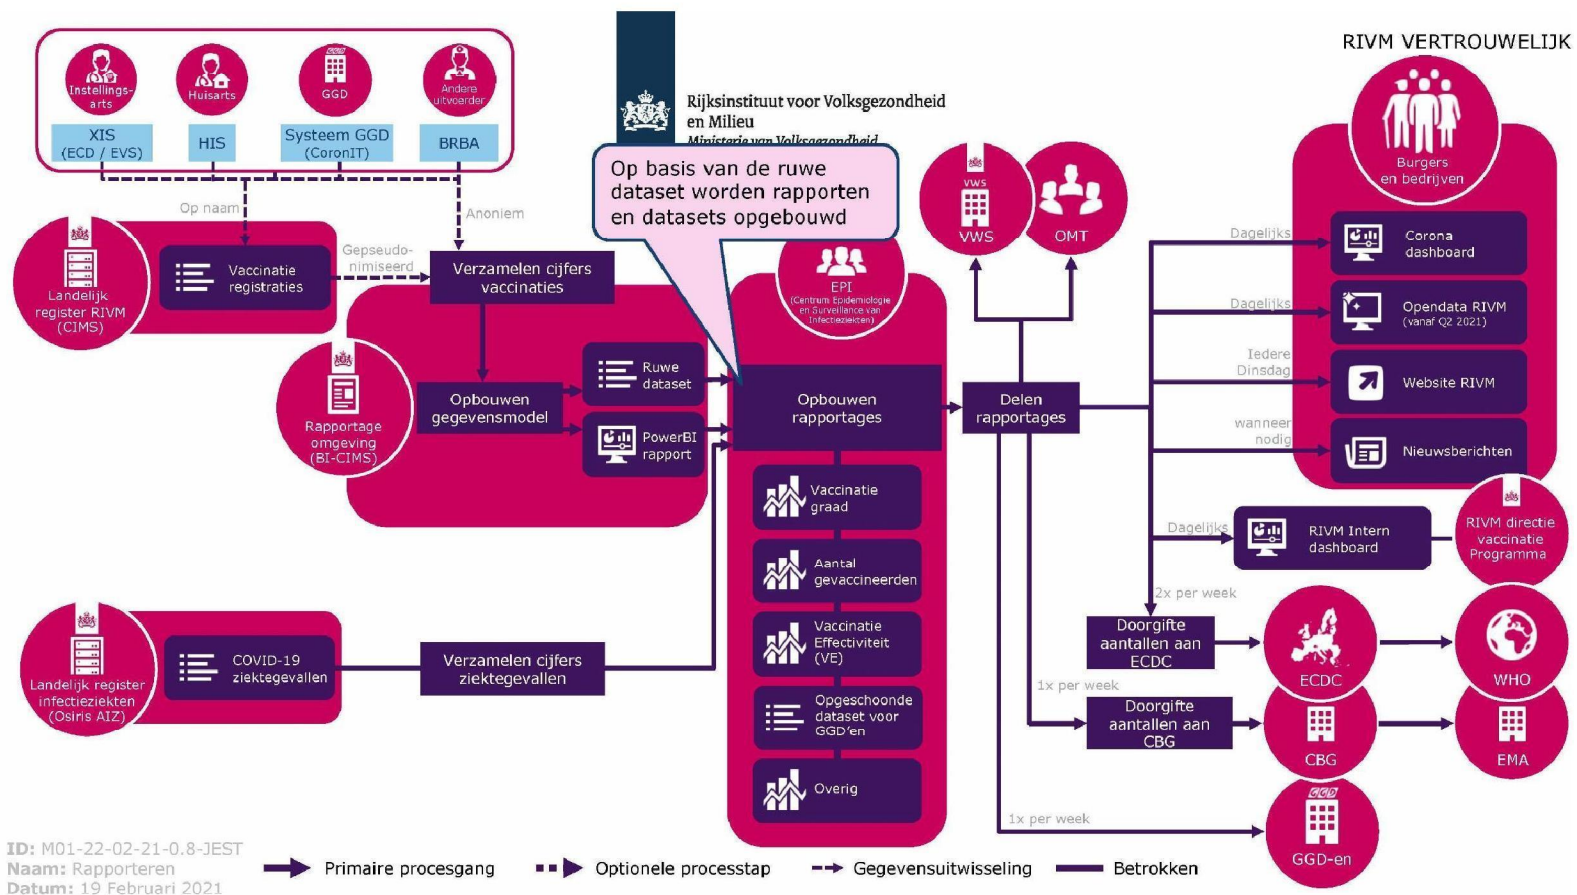 RIVM VERTROUWELIJK
Instellings-
arts
Huisarts
GGD
GGD
Andere
uitvoerder
XIS
(ECD / EVS)
HIS
Systeem GGD
(CoronIT)
BRBA
Rijksinstituut voor Volksgezondheid
en Milieu
Ministerie van Volksgezondheid
Op basis van de ruwe
dataset worden rapporten
en datasets opgebouwd
Op naam
Anoniem
Landelijk
register RIVM
(CIMS)
Vaccinatie
registraties
Gepseudo-
nimiseerd
Verzamelen cijfers
vaccinaties
Rapportage
omgeving
(BI-CIMS)
Opbouwen
gegevensmodel
Ruwe
dataset
PowerBI
rapport
EPI
(Centrum Epidemiologie
en Surveillance van
Infectieziekten)
Opbouwen
rapportages
Vaccinatie
graad
Aantal
gevaccineerden
Vaccinatie
Effectiviteit
(VE)
Opgeschoonde
dataset voor
GGD'en
Overig
Landelijk register
infectieziekten
(Osiris AIZ)
COVID-19
ziektegevallen
Verzamelen cijfers
ziektegevallen
vws
VWS
OMT
Delen
rapportages
Burgers
en bedrijven
Dagelijks
Corona
dashboard
Dagelijks
Opendata RIVM
(vanaf Q2 2021)
Iedere
Dinsdag
Website RIVM
wanneer
nodig
Nieuwsberichten
Dagelijks
RIVM Intern
dashboard
RIVM directie
vaccinatie
Programma
2x per week
Doorgifte
aantallen aan
ECDC
ECDC
WHO
1x per week
Doorgifte
aantallen aan
CBG
CBG
EMA
1x per week
GGD
GGD-en
ID: M01-22-02-21-0.8-JEST
Naam: Rapporteren
Datum: 19 Februari 2021
Primaire procesgang
Optionele processtap
Gegevensuitwisseling
Betrokken